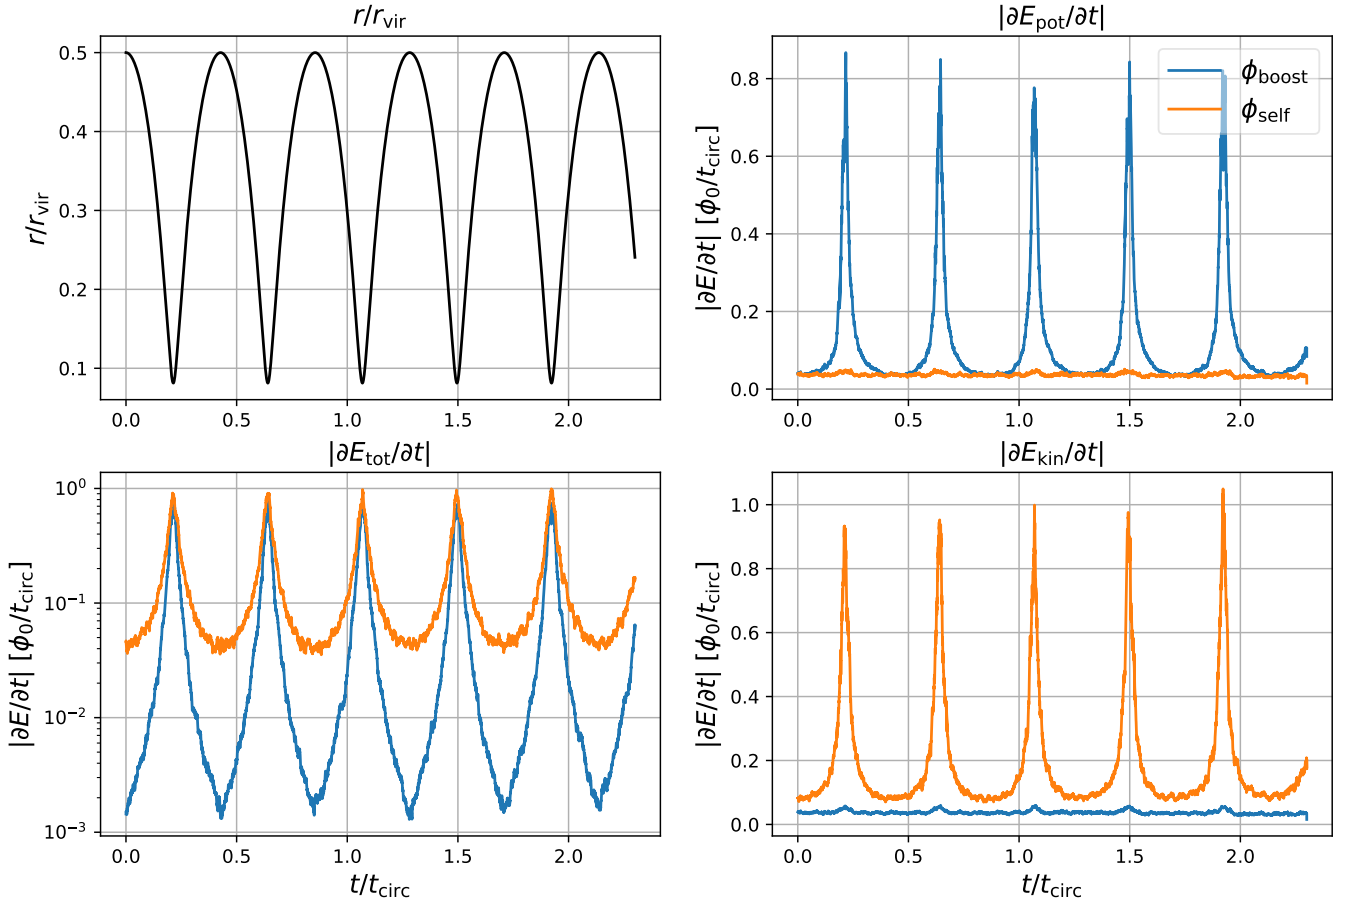 r/r_vir
r/r_vir
0.5
0.4
0.3
0.2
0.1
0.0 0.5 1.0 1.5 2.0
|∂E_pot/∂t|
|∂E/∂t| [ϕ_0/t_circ]
0.8
0.6
0.4
0.2
0.0
ϕ_boost
ϕ_self
0.0 0.5 1.0 1.5 2.0
|∂E_tot/∂t|
|∂E/∂t| [ϕ_0/t_circ]
10^0
10^−1
10^−2
10^−3
0.0 0.5 1.0 1.5 2.0
t/t_circ
|∂E_kin/∂t|
|∂E/∂t| [ϕ_0/t_circ]
1.0
0.8
0.6
0.4
0.2
0.0
0.0 0.5 1.0 1.5 2.0
t/t_circ